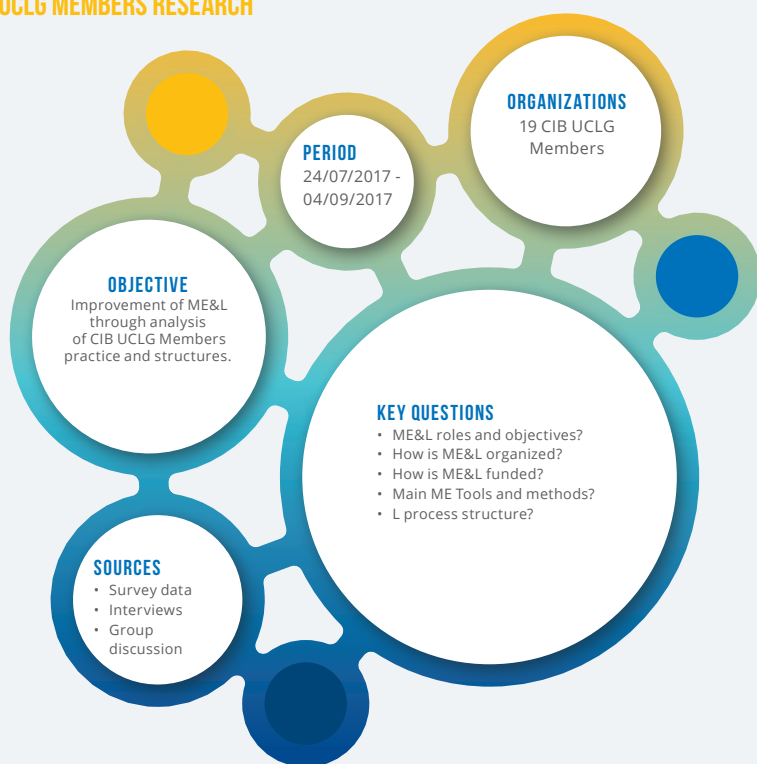 UCLG MEMBERS RESEARCH
ORGANIZATIONS
19 CIB UCLG
Members
PERIOD
24/07/2017 -
04/09/2017
OBJECTIVE
Improvement of ME&L
through analysis
of CIB UCLG Members
practice and structures.
KEY QUESTIONS
• ME&L roles and objectives?
• How is ME&L organized?
• How is ME&L funded?
• Main ME Tools and methods?
• L process structure?
SOURCES
• Survey data
• Interviews
• Group
discussion